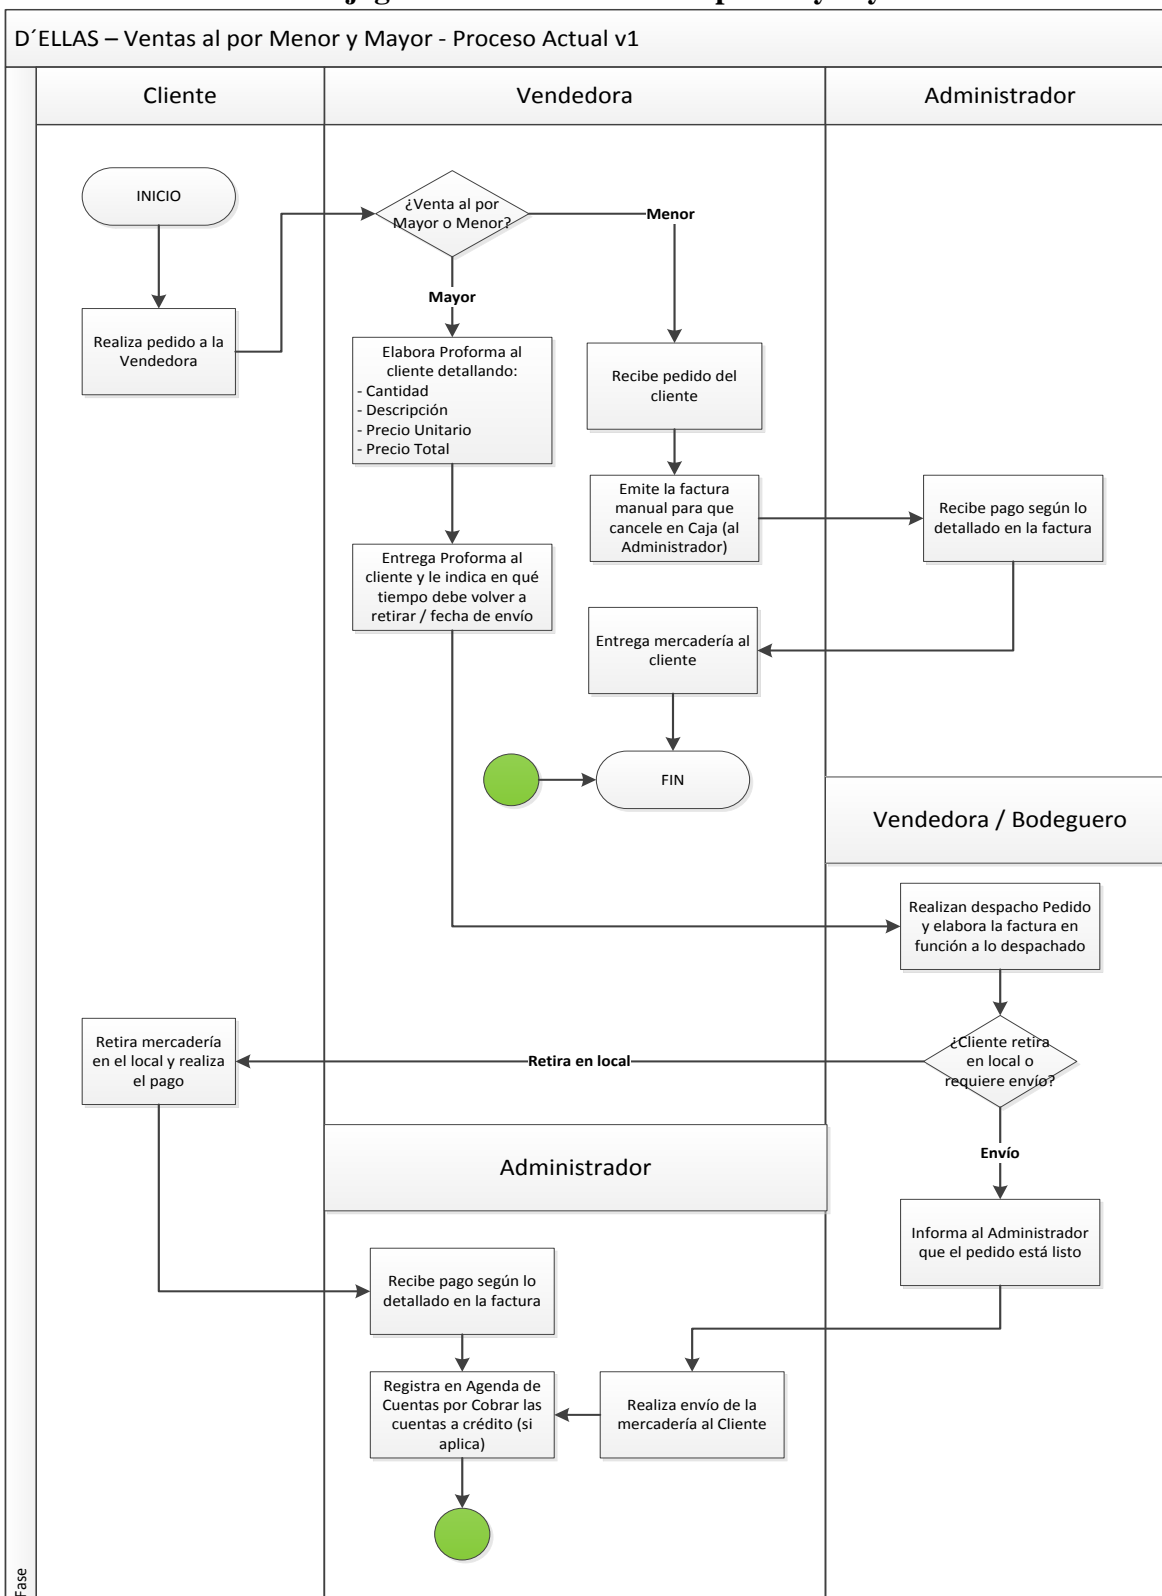 D´ELLAS – Ventas al por Menor y Mayor - Proceso Actual v1
Cliente
Vendedora
Administrador
INICIO
¿Venta al por
Mayor o Menor?
Menor
Mayor
Realiza pedido a la
Vendedora
Elabora Proforma al
cliente detallando:
- Cantidad
- Descripción
- Precio Unitario
- Precio Total
Recibe pedido del
cliente
Emite la factura
manual para que
cancele en Caja (al
Administrador)
Recibe pago según lo
detallado en la factura
Entrega Proforma al
cliente y le indica en qué
tiempo debe volver a
retirar / fecha de envío
Entrega mercadería al
cliente
FIN
Vendedora / Bodeguero
Realizan despacho Pedido
y elabora la factura en
función a lo despachado
¿Cliente retira
en local o
requiere envío?
Retira en local
Retira mercadería
en el local y realiza
el pago
Envío
Administrador
Informa al Administrador
que el pedido está listo
Recibe pago según lo
detallado en la factura
Registra en Agenda de
Cuentas por Cobrar las
cuentas a crédito (si
aplica)
Realiza envío de la
mercadería al Cliente
Fase